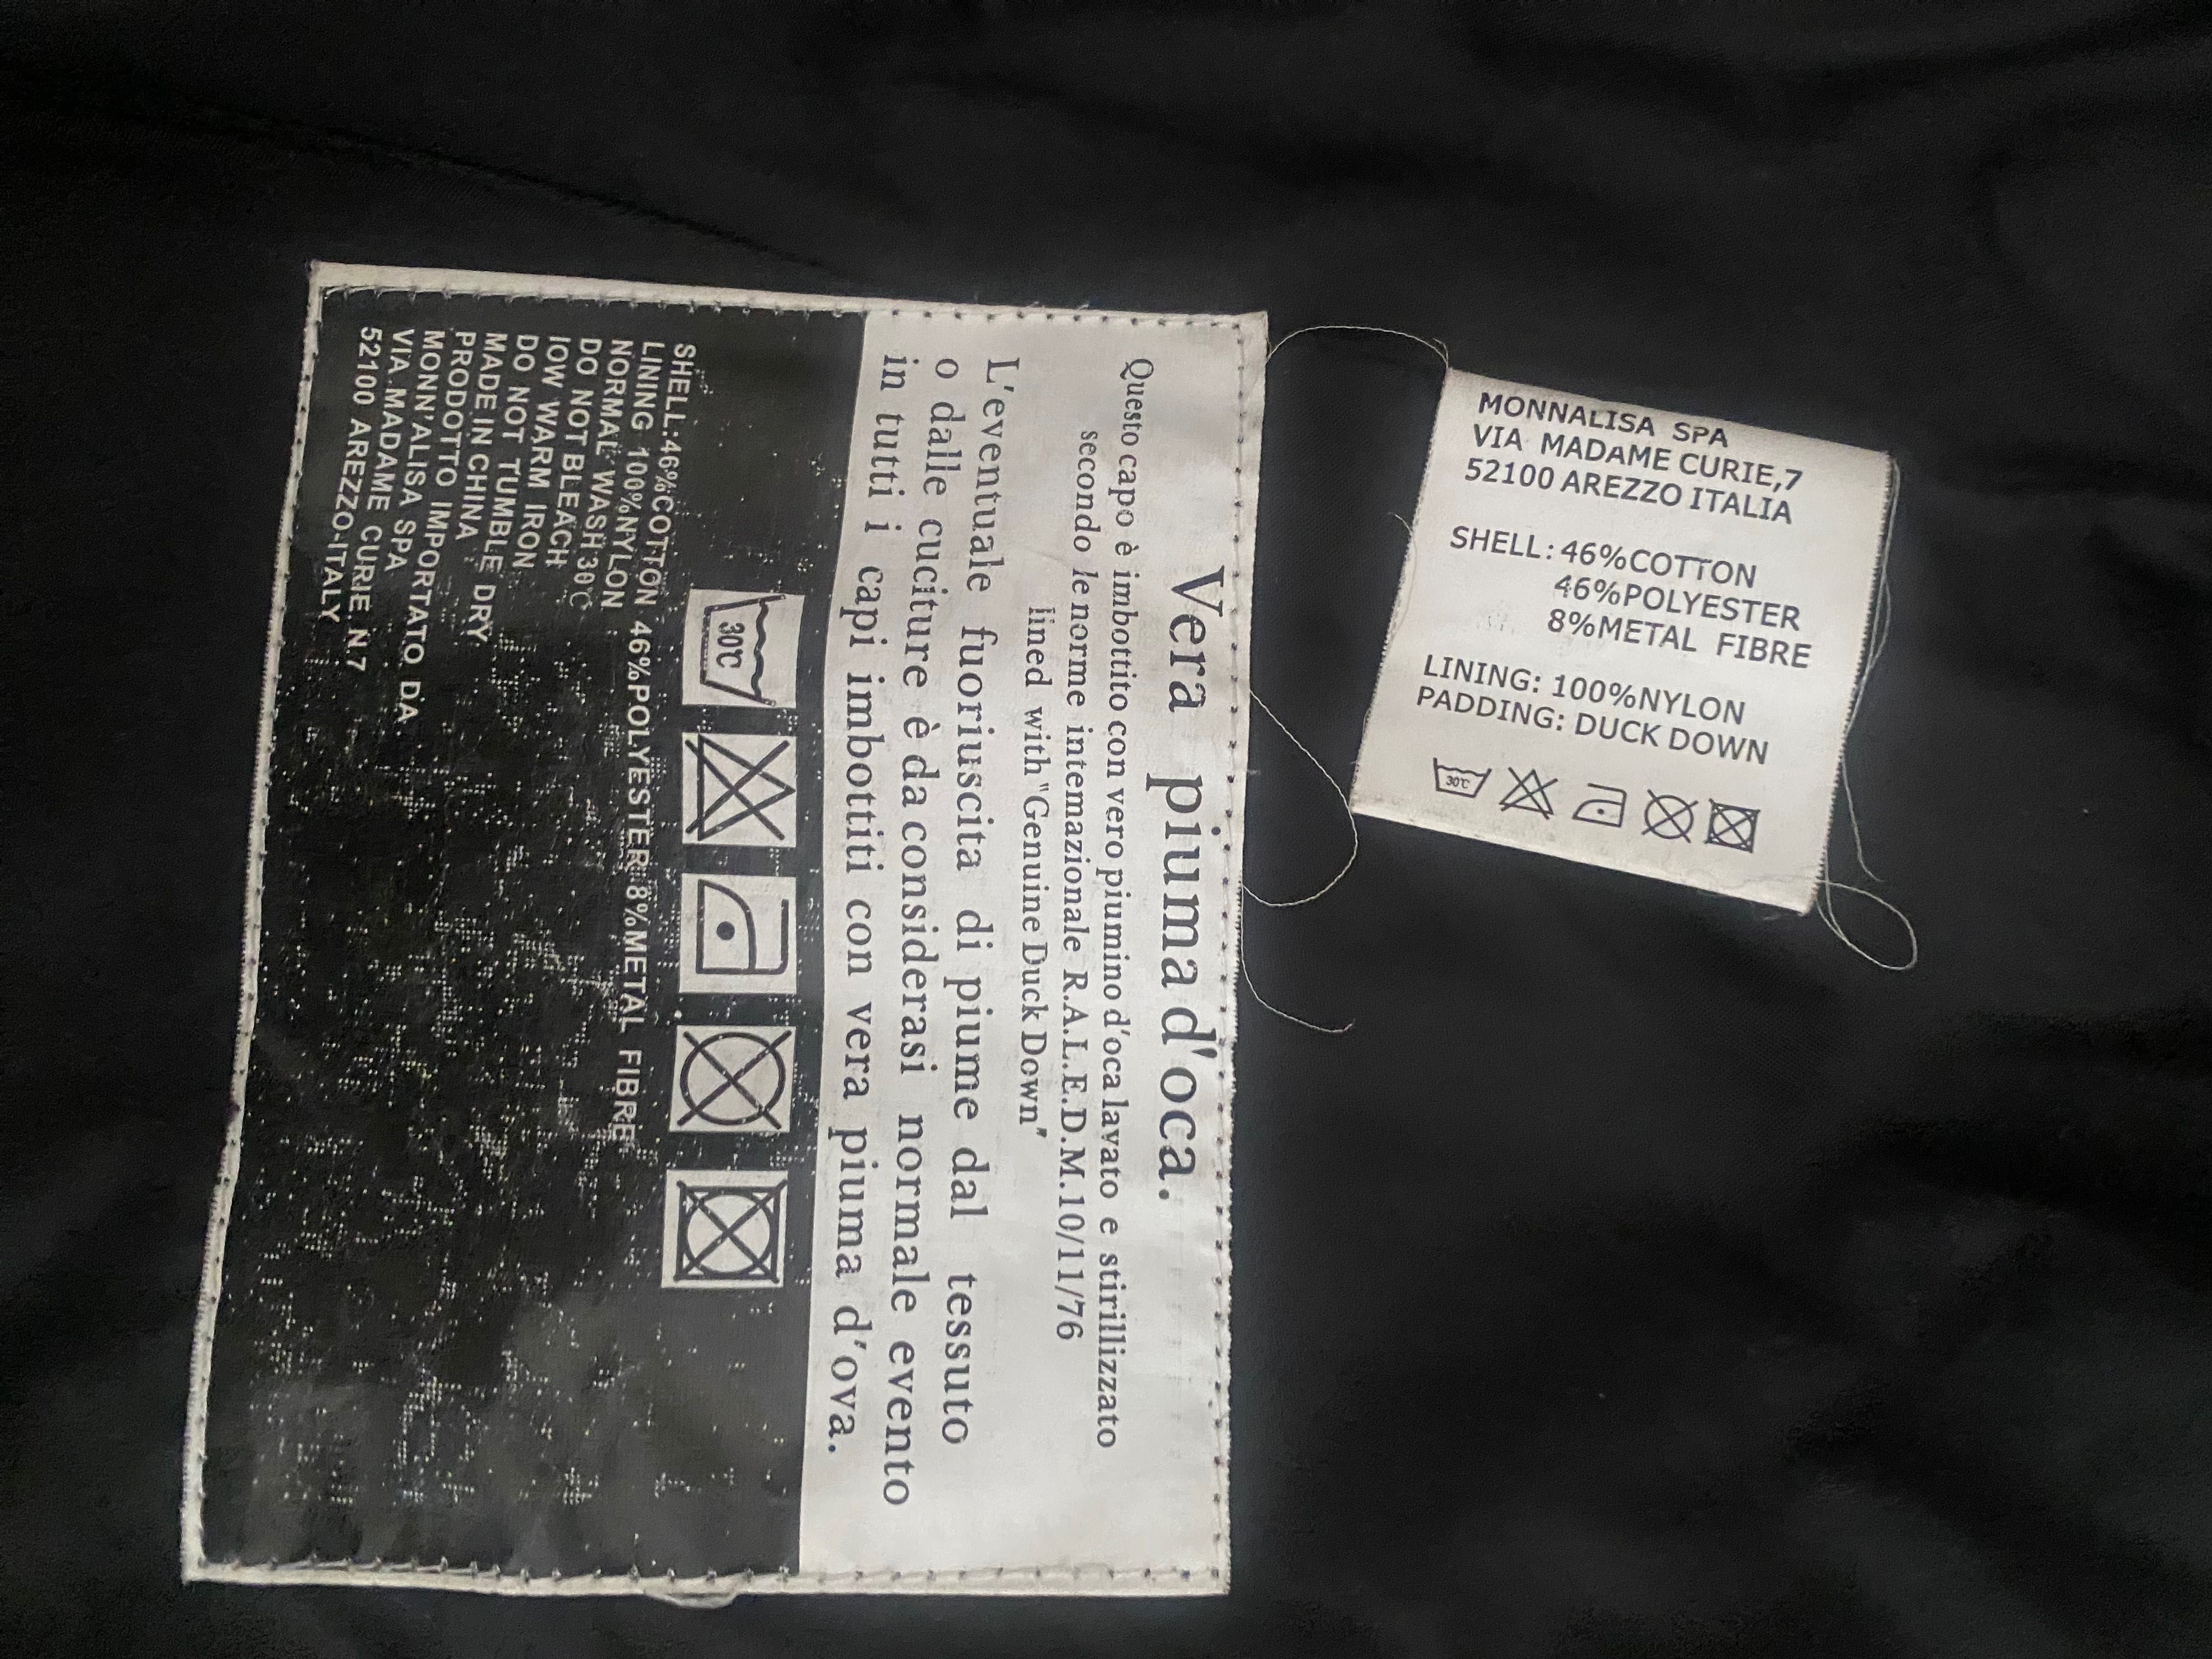 Vera piuma d'oca.
Questo capo è imbottito con vero piumino d'oca lavato e stirillizzato
secondo le norme intemazionale R.A.L.E.D.M.10/11/76
lined with "Genuine Duck Down"
L'eventuale fuoriuscita di piume dal tessuto
o dalle cuciture è da considerasi normale evento
in tutti i capi imbottiti con vera piuma d'ova.
30℃
SHELL:46%COTTON 46%POLYESTER 8%METAL FIBRE
LINING 100%NYLON
NORMAL WASH 30℃
DO NOT BLEACH
IOW WARM IRON
DO NOT TUMBLE DRY
MADE IN CHINA
PRODOTTO IMPORTATO DA
MONN'ALISA SPA
VIA MADAME CURIE N.7
52100 AREZZO-ITALY
MONNALISA SPA
VIA MADAME CURIE,7
52100 AREZZO ITALIA
SHELL: 46%COTTON
46%POLYESTER
8%METAL FIBRE
LINING: 100%NYLON
PADDING: DUCK DOWN
30℃